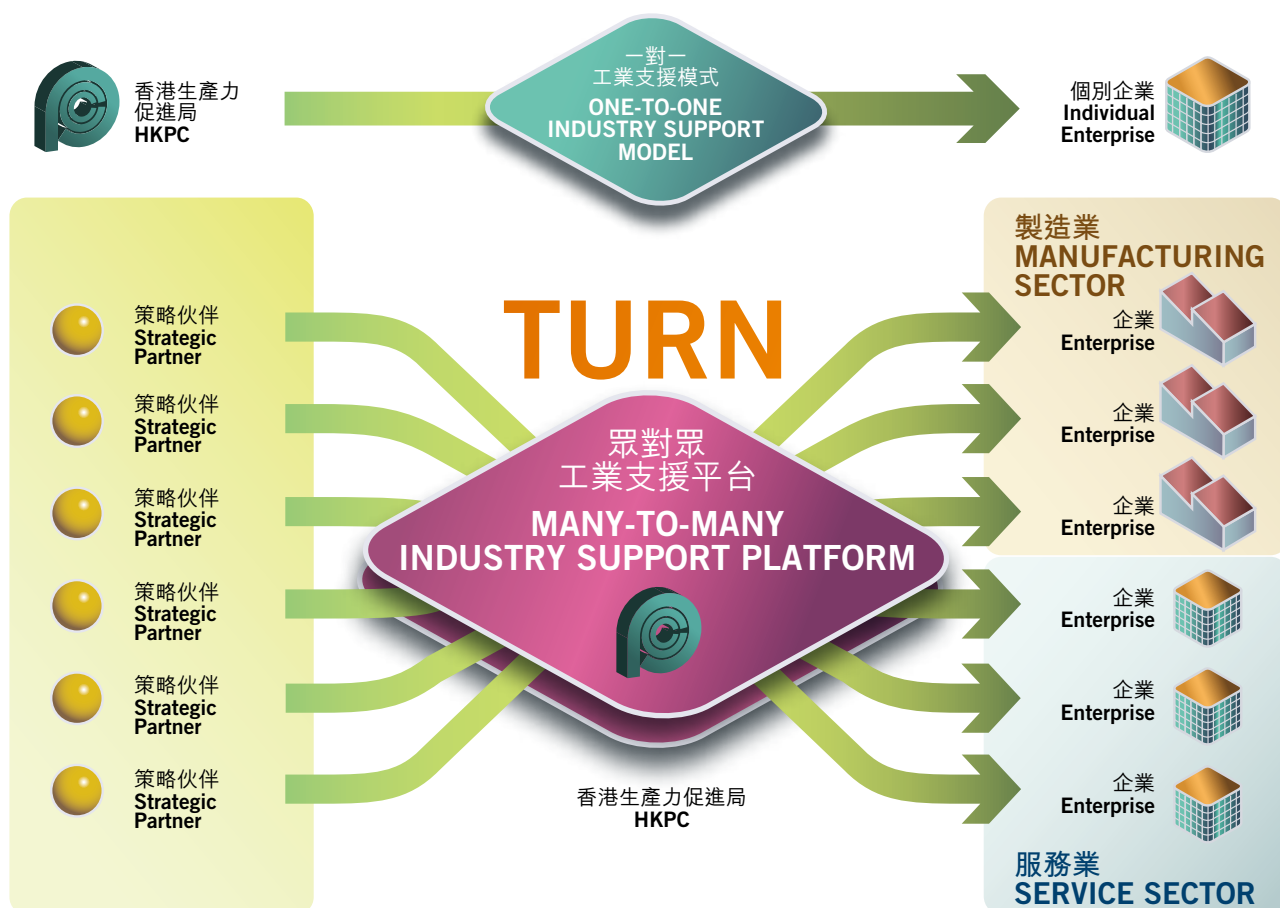 香港生產力
促進局
HKPC
一對一
工業支援模式
ONE-TO-ONE
INDUSTRY SUPPORT
MODEL
個別企業
Individual
Enterprise
策略伙伴
Strategic
Partner
策略伙伴
Strategic
Partner
策略伙伴
Strategic
Partner
策略伙伴
Strategic
Partner
策略伙伴
Strategic
Partner
策略伙伴
Strategic
Partner
TURN
眾對眾
工業支援平台
MANY-TO-MANY
INDUSTRY SUPPORT PLATFORM
香港生產力促進局
HKPC
製造業
MANUFACTURING
SECTOR
企業
Enterprise
企業
Enterprise
企業
Enterprise
企業
Enterprise
企業
Enterprise
企業
Enterprise
服務業
SERVICE SECTOR